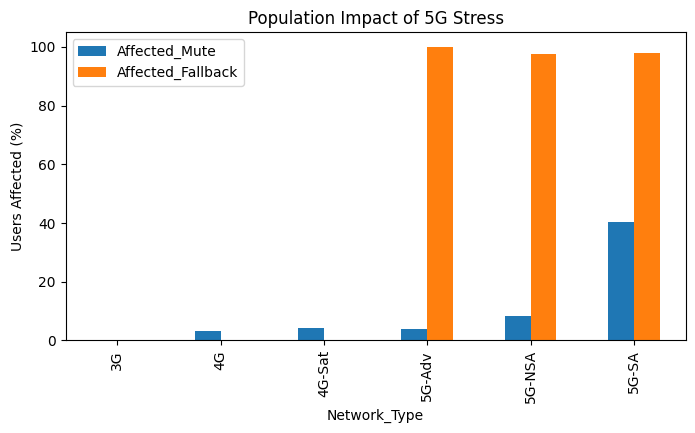 Population Impact of 5G Stress
Affected_Mute
Affected_Fallback
Users Affected (%)
100
80
60
40
20
0
3G
4G
4G-Sat
5G-Adv
5G-NSA
5G-SA
Network_Type